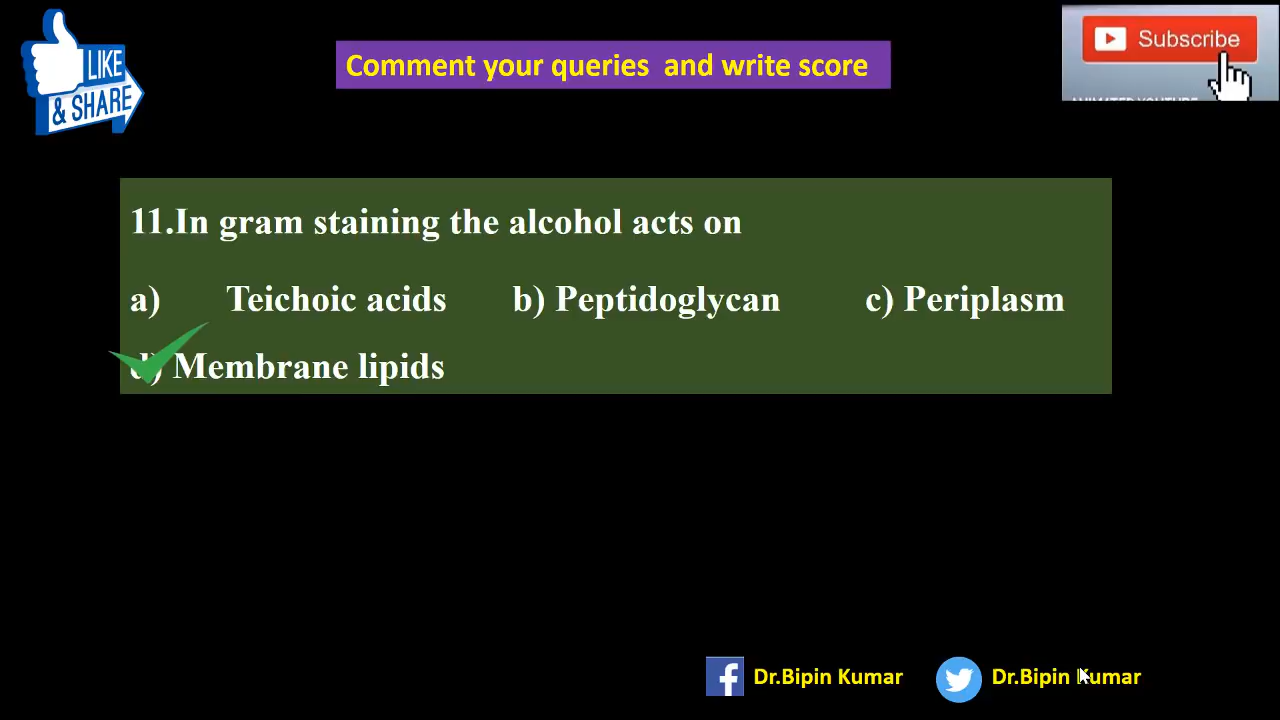 LIKE
& SHARE
Comment your queries and write score
Subscribe
11.In gram staining the alcohol acts on
a) Teichoic acids b) Peptidoglycan c) Periplasm
d) Membrane lipids
Dr.Bipin Kumar Dr.Bipin Kumar